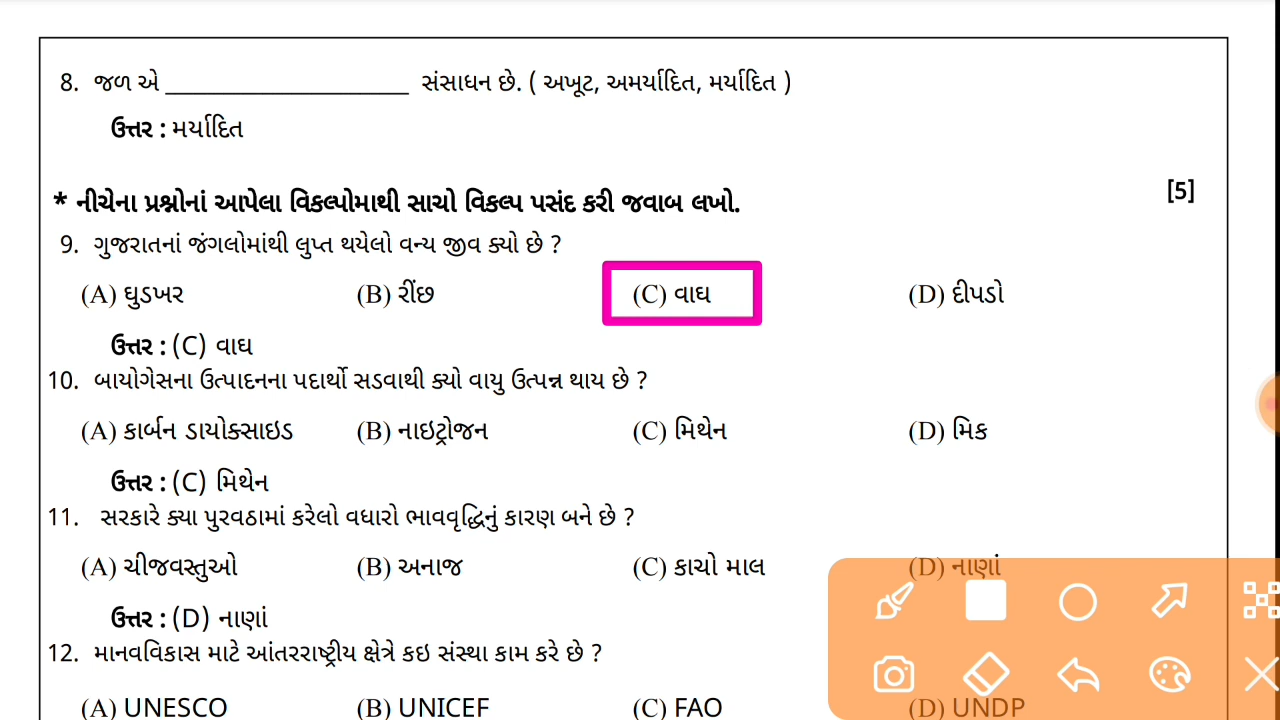 8. જળ એ ____________________ સંસાધન છે. ( અખૂટ, અમર્યાદિત, મર્યાદિત )
ઉત્તર : મર્યાદિત
* નીચેના પ્રશ્નોનાં આપેલા વિકલ્પોમાથી સાચો વિકલ્પ પસંદ કરી જવાબ લખો. [5]
9. ગુજરાતનાં જંગલોમાંથી લુપ્ત થયેલો વન્ય જીવ ક્યો છે ?
(A) ઘુડખર (B) રીંછ (C) વાઘ (D) દીપડો
ઉત્તર : (C) વાઘ
10. બાયોગેસના ઉત્પાદનના પદાર્થો સડવાથી ક્યો વાયુ ઉત્પન્ન થાય છે ?
(A) કાર્બન ડાયોક્સાઇડ (B) નાઇટ્રોજન (C) મિથેન (D) મિક
ઉત્તર : (C) મિથેન
11. સરકારે ક્યા પુરવઠામાં કરેલો વધારો ભાવવૃદ્ધિનું કારણ બને છે ?
(A) ચીજવસ્તુઓ (B) અનાજ (C) કાચો માલ (D) નાણાં
ઉત્તર : (D) નાણાં
12. માનવવિકાસ માટે આંતરરાષ્ટ્રીય ક્ષેત્રે કઇ સંસ્થા કામ કરે છે ?
(A) UNESCO (B) UNICEF (C) FAO (D) UNDP